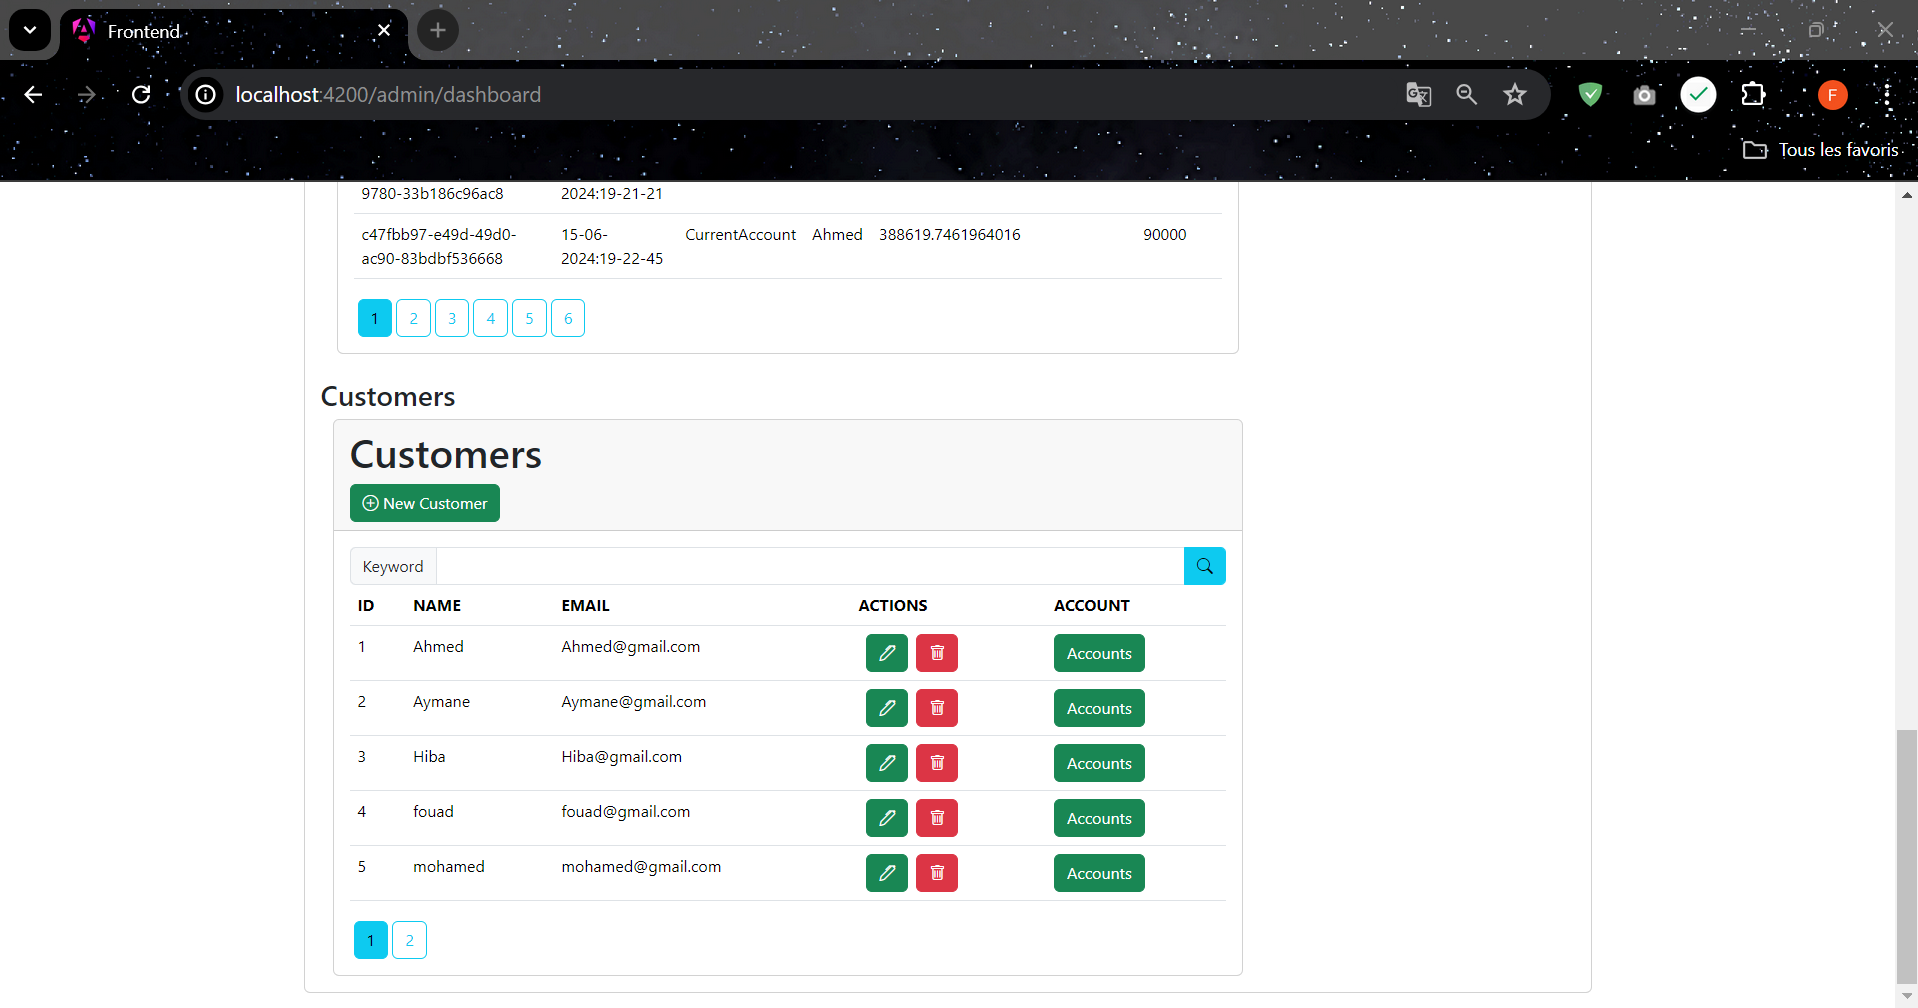 Frontend
localhost:4200/admin/dashboard
F
Tous les favoris
9780-33b186c96ac8 2024:19-21-21
c47fbb97-e49d-49d0- 15-06- CurrentAccount Ahmed 388619.7461964016 90000
ac90-83bdbf536668 2024:19-22-45
1 2 3 4 5 6
Customers
Customers
New Customer
Keyword
ID NAME EMAIL ACTIONS ACCOUNT
1 Ahmed Ahmed@gmail.com Accounts
2 Aymane Aymane@gmail.com Accounts
3 Hiba Hiba@gmail.com Accounts
4 fouad fouad@gmail.com Accounts
5 mohamed mohamed@gmail.com Accounts
1 2